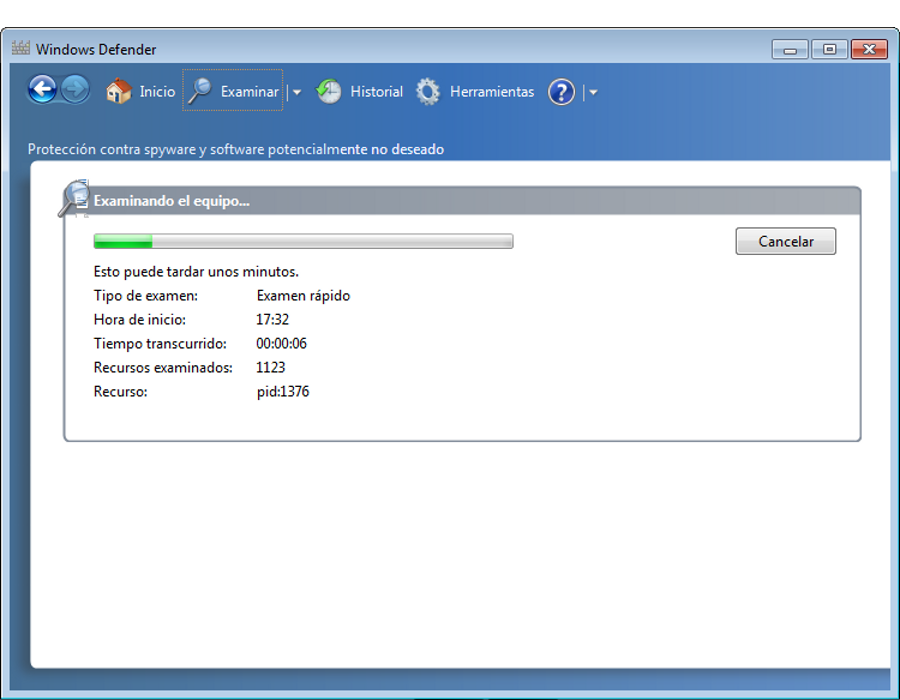 Windows Defender
Inicio Examinar Historial Herramientas ?
Protección contra spyware y software potencialmente no deseado
Examinando el equipo...
Cancelar
Esto puede tardar unos minutos.
Tipo de examen: Examen rápido
Hora de inicio: 17:32
Tiempo transcurrido: 00:00:06
Recursos examinados: 1123
Recurso: pid:1376